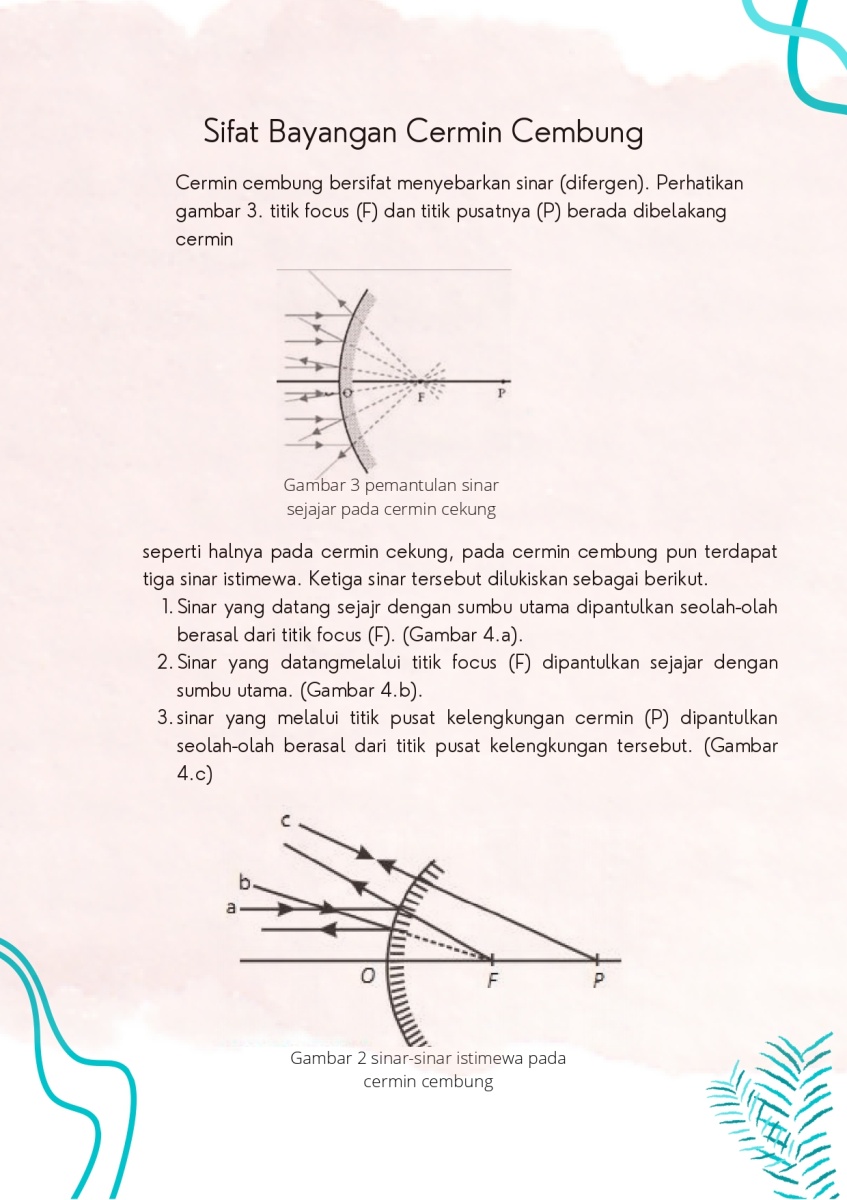 Sifat Bayangan Cermin Cembung
Cermin cembung bersifat menyebarkan sinar (difergen). Perhatikan
gambar 3. titik focus (F) dan titik pusatnya (P) berada dibelakang
cermin
O
F
P
Gambar 3 pemantulan sinar
sejajar pada cermin cekung
seperti halnya pada cermin cekung, pada cermin cembung pun terdapat
tiga sinar istimewa. Ketiga sinar tersebut dilukiskan sebagai berikut.
1. Sinar yang datang sejajr dengan sumbu utama dipantulkan seolah-olah
berasal dari titik focus (F). (Gambar 4.a).
2. Sinar yang datangmelalui titik focus (F) dipantulkan sejajar dengan
sumbu utama. (Gambar 4.b).
3. sinar yang melalui titik pusat kelengkungan cermin (P) dipantulkan
seolah-olah berasal dari titik pusat kelengkungan tersebut. (Gambar
4.c)
c
b
a
O
F
P
Gambar 2 sinar-sinar istimewa pada
cermin cembung